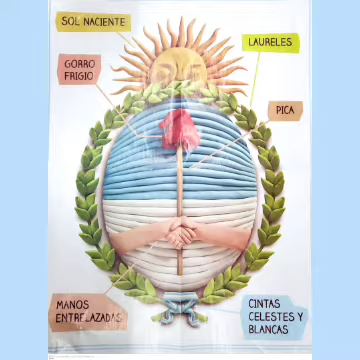 SOL NACIENTE
LAURELES
GORRO
FRIGIO
PICA
MANOS
ENTRELAZADAS
CINTAS
CELESTES Y
BLANCAS